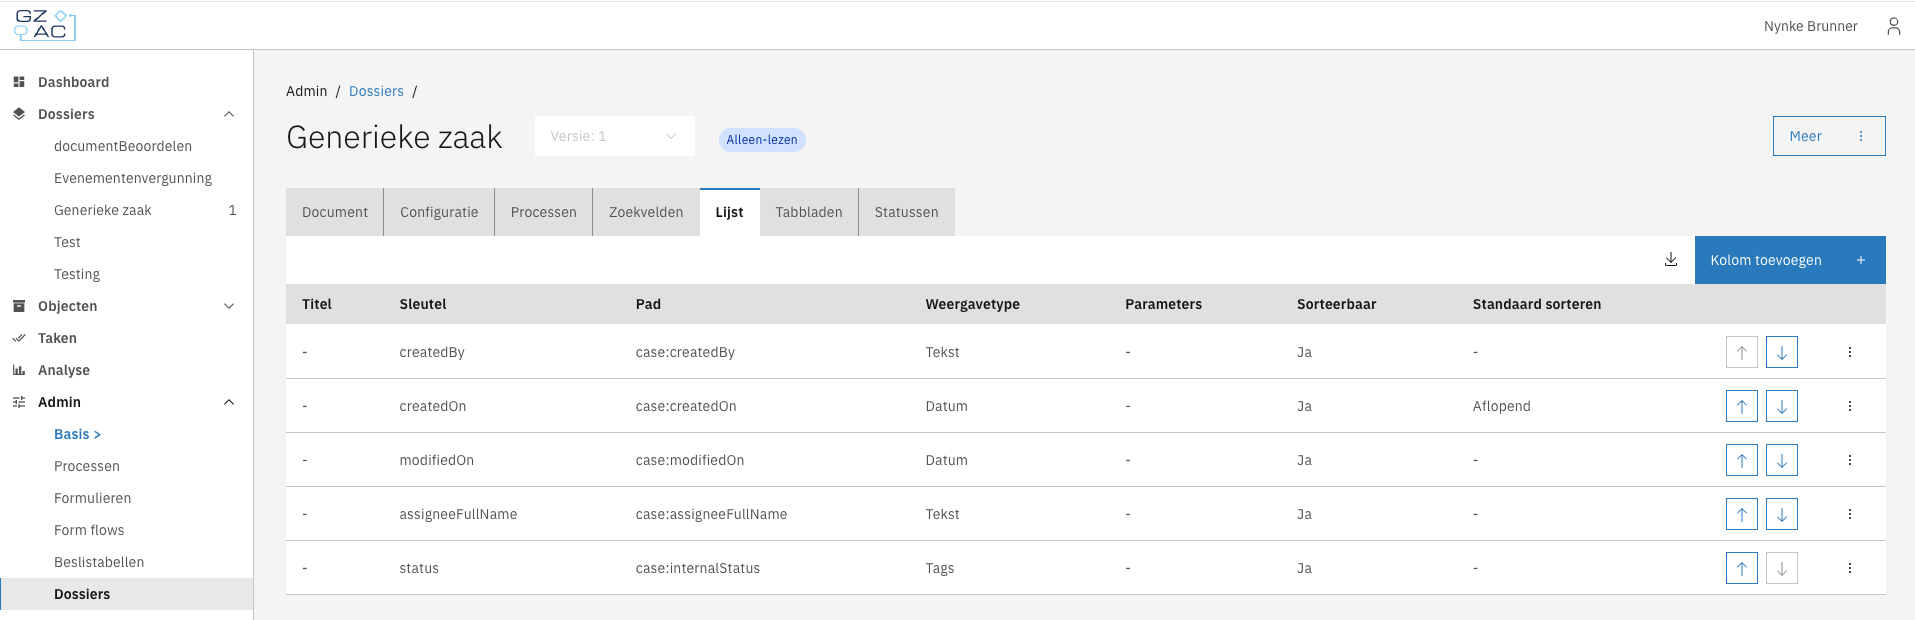 GZ
AC
Nynke Brunner
Dashboard
Dossiers
documentBeoordelen
Evenementenvergunning
Generieke zaak 1
Test
Testing
Objecten
Taken
Analyse
Admin
Basis >
Processen
Formulieren
Form flows
Beslistabellen
Dossiers
Admin / Dossiers /
Generieke zaak Versie: 1 Alleen-lezen Meer
Document Configuratie Processen Zoekvelden Lijst Tabbladen Statussen
Kolom toevoegen +
Titel Sleutel Pad Weergavetype Parameters Sorteerbaar Standaard sorteren
- createdBy case:createdBy Tekst - Ja -
- createdOn case:createdOn Datum - Ja Aflopend
- modifiedOn case:modifiedOn Datum - Ja -
- assigneeFullName case:assigneeFullName Tekst - Ja -
- status case:internalStatus Tags - Ja -